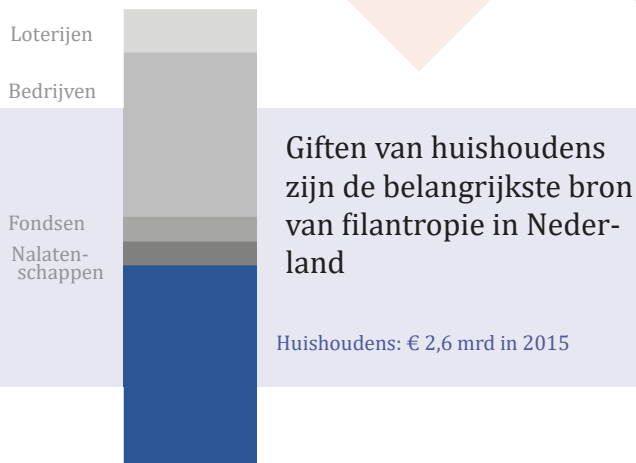 Loterijen
Bedrijven
Fondsen
Nalaten-
schappen
Giften van huishoudens
zijn de belangrijkste bron
van filantropie in Neder-
land
Huishoudens: € 2,6 mrd in 2015